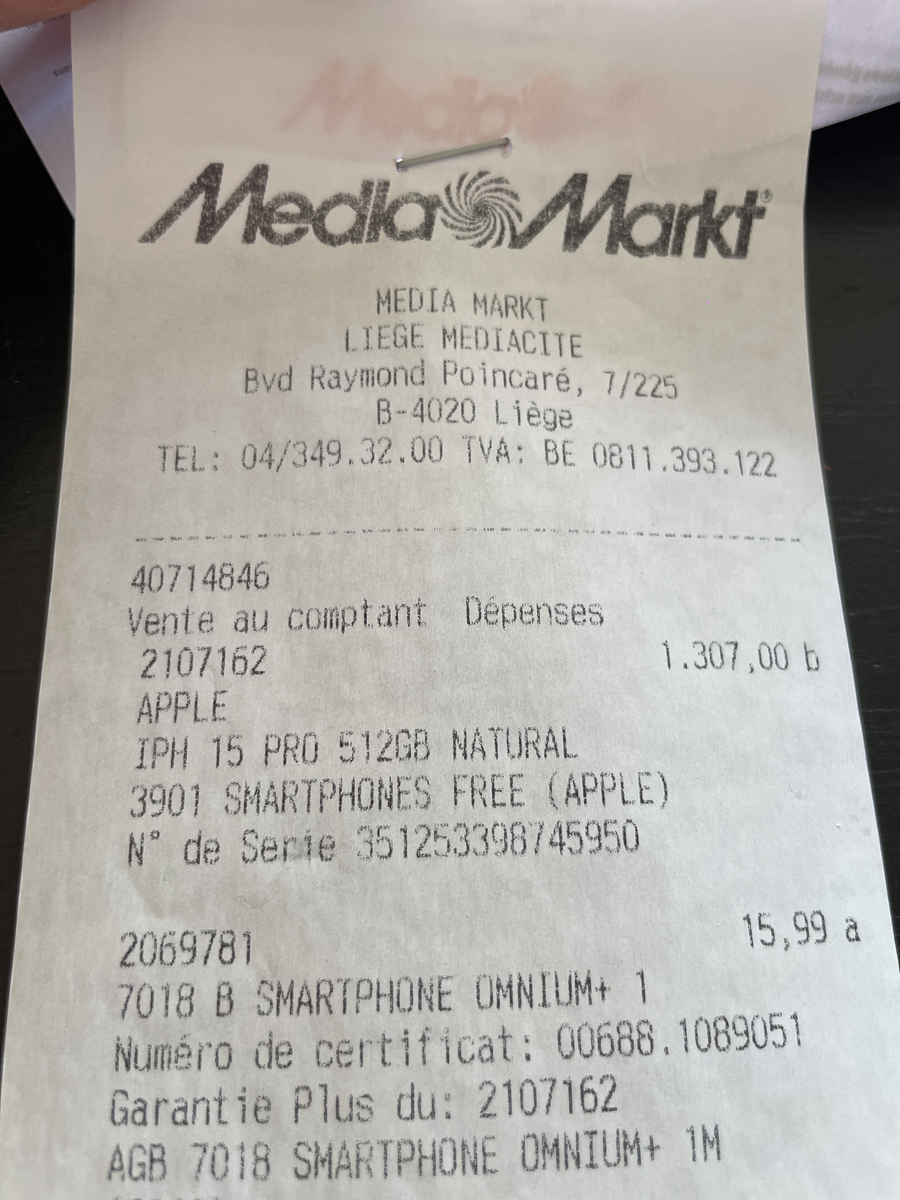 Media Markt
MEDIA MARKT
LIEGE MEDIACITE
Bvd Raymond Poincaré, 7/225
B-4020 Liège
TEL: 04/349.32.00 TVA: BE 0811.393.122
40714846
Vente au comptant Dépenses
2107162 1.307,00 b
APPLE
IPH 15 PRO 512GB NATURAL
3901 SMARTPHONES FREE (APPLE)
N° de Serie 351253398745950
2069781 15,99 a
7018 B SMARTPHONE OMNIUM+ 1
Numéro de certificat: 00688.1089051
Garantie Plus du: 2107162
AGB 7018 SMARTPHONE OMNIUM+ 1M